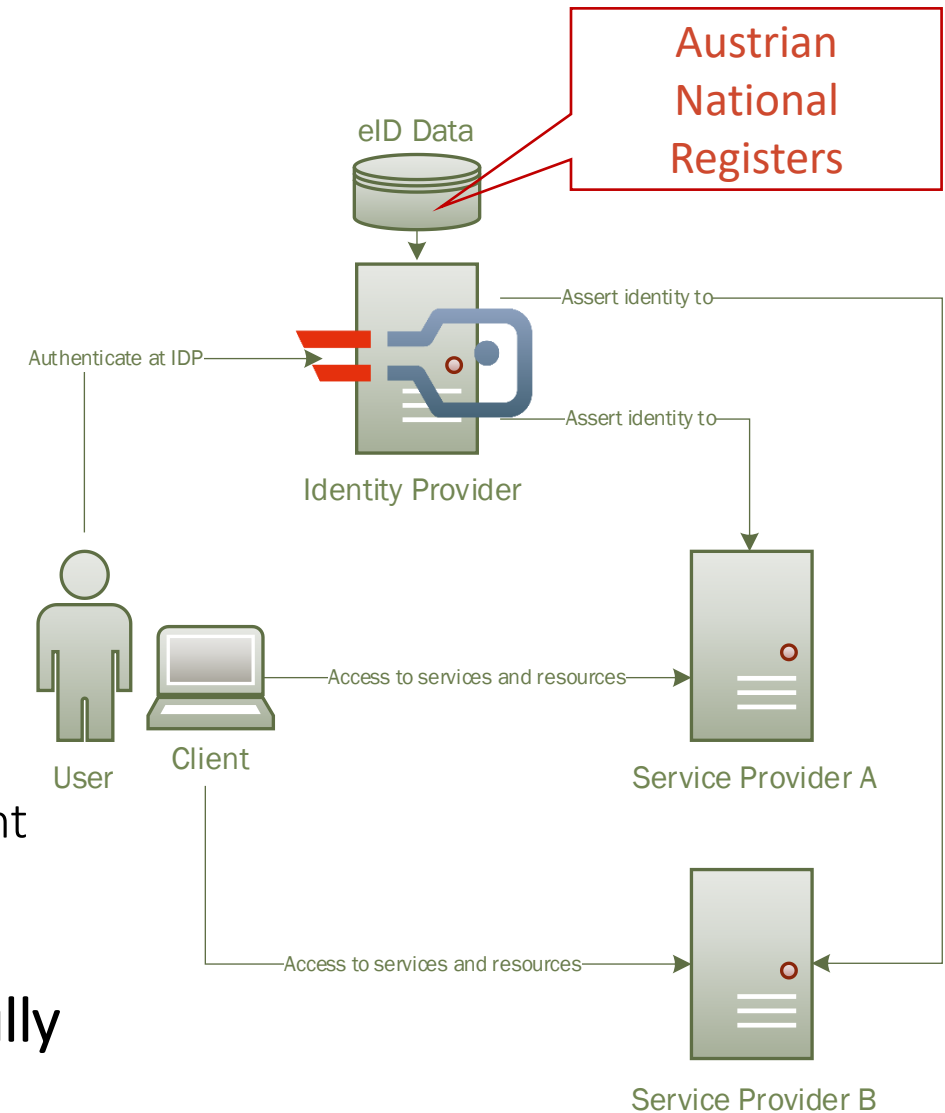 Austrian
National
Registers
eID Data
Assert identity to
Authenticate at IDP
Assert identity to
Identity Provider
Access to services and resources
User
Client
Service Provider A
nt
Access to services and resources
lly
Service Provider B